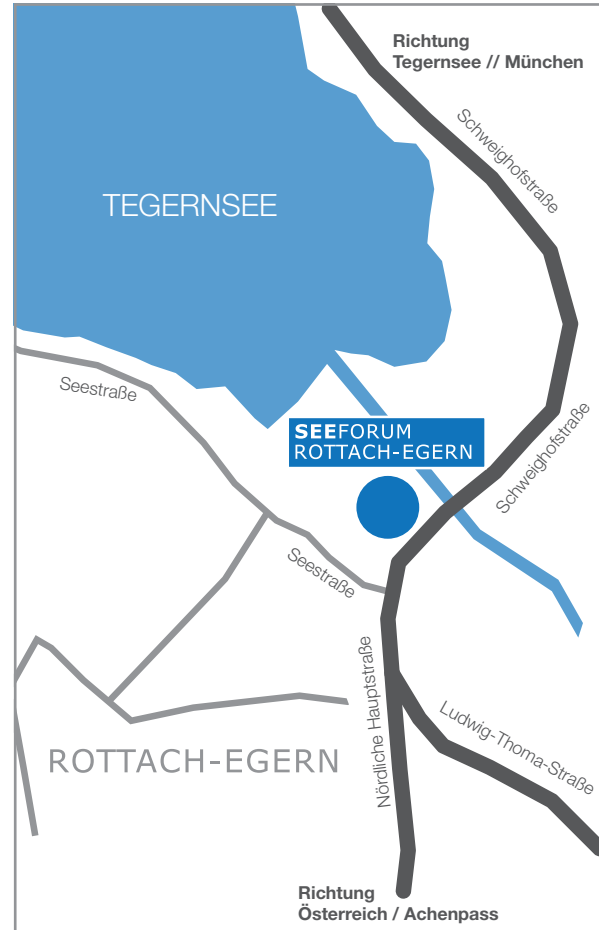 Richtung
Tegernsee // München
Schweighofstraße
TEGERNSEE
Seestraße
SEEFORUM
ROTTACH-EGERN
Schweighofstraße
Seestraße
Nördliche Hauptstraße
Ludwig-Thoma-Straße
ROTTACH-EGERN
Richtung
Österreich / Achenpass